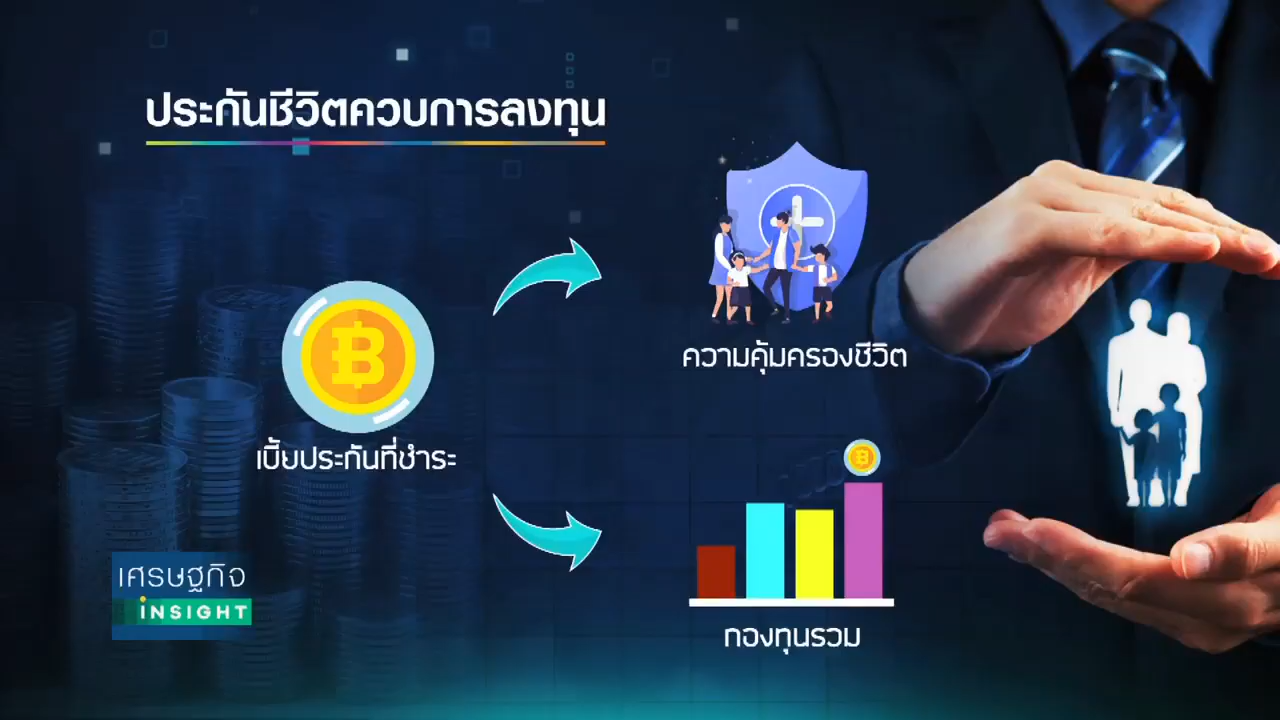 ประกันชีวิตควบการลงทุน
ความคุ้มครองชีวิต
เบี้ยประกันที่ชำระ
กองทุนรวม
เศรษฐกิจ
INSIGHT